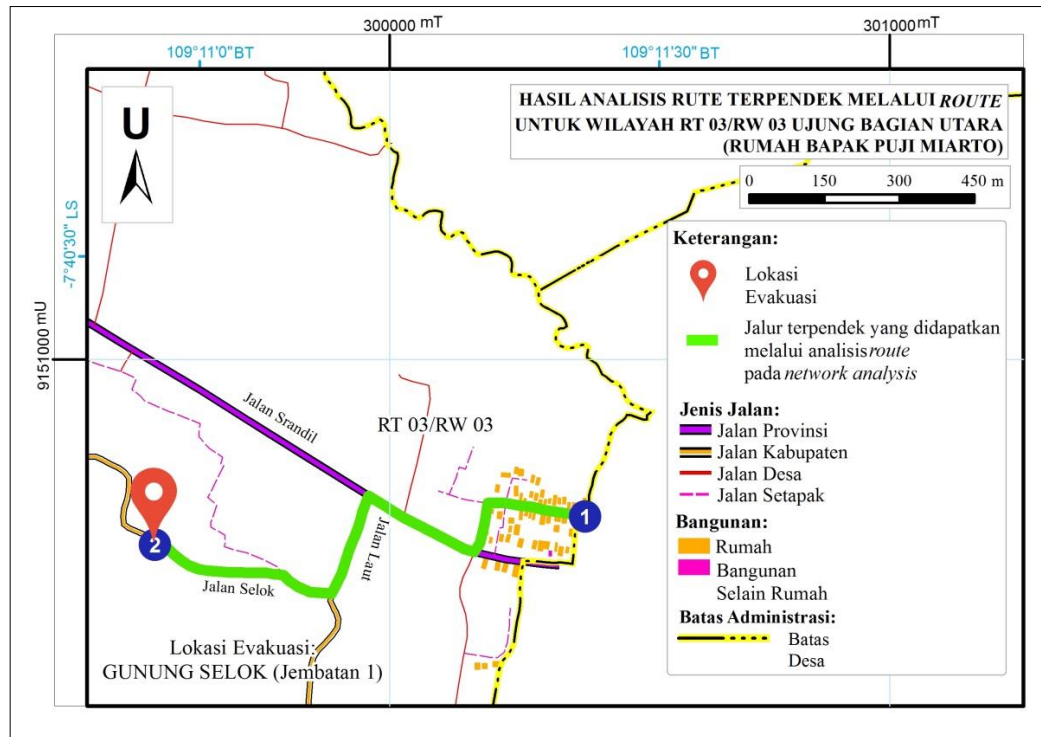 300000 mT
301000 mT
109°11'0" BT
109°11'30" BT
U
HASIL ANALISIS RUTE TERPENDEK MELALUI ROUTE
UNTUK WILAYAH RT 03/RW 03 UJUNG BAGIAN UTARA
(RUMAH BAPAK PUJI MIARTO)
0 150 300 450 m
-7°40'30" LS
9151000 mU
Keterangan:
Lokasi
Evakuasi
Jalur terpendek yang didapatkan
melalui analisis route
pada network analysis
Jenis Jalan:
Jalan Provinsi
Jalan Kabupaten
Jalan Desa
Jalan Setapak
Bangunan:
Rumah
Bangunan
Selain Rumah
Batas Administrasi:
Batas
Desa
Jalan Srandil
RT 03/RW 03
1
Jalan Laut
2
Jalan Selok
Lokasi Evakuasi:
GUNUNG SELOK (Jembatan 1)